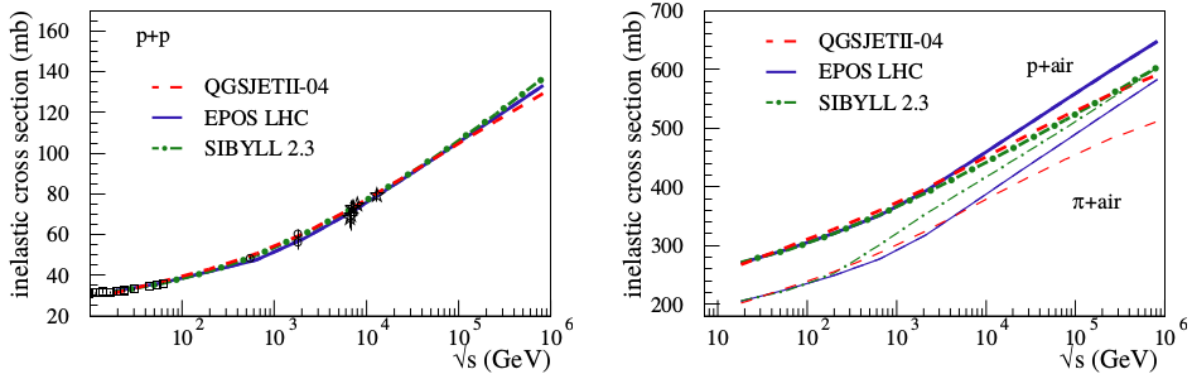 inelastic cross section (mb)
160
140
120
100
80
60
40
20
p+p
QGSJETII-04
EPOS LHC
SIBYLL 2.3
10²
10³
10⁴
10⁵
10⁶
√s (GeV)
inelastic cross section (mb)
700
600
500
400
300
200
QGSJETII-04
EPOS LHC
SIBYLL 2.3
p+air
π+air
10
10²
10³
10⁴
10⁵
10⁶
√s (GeV)